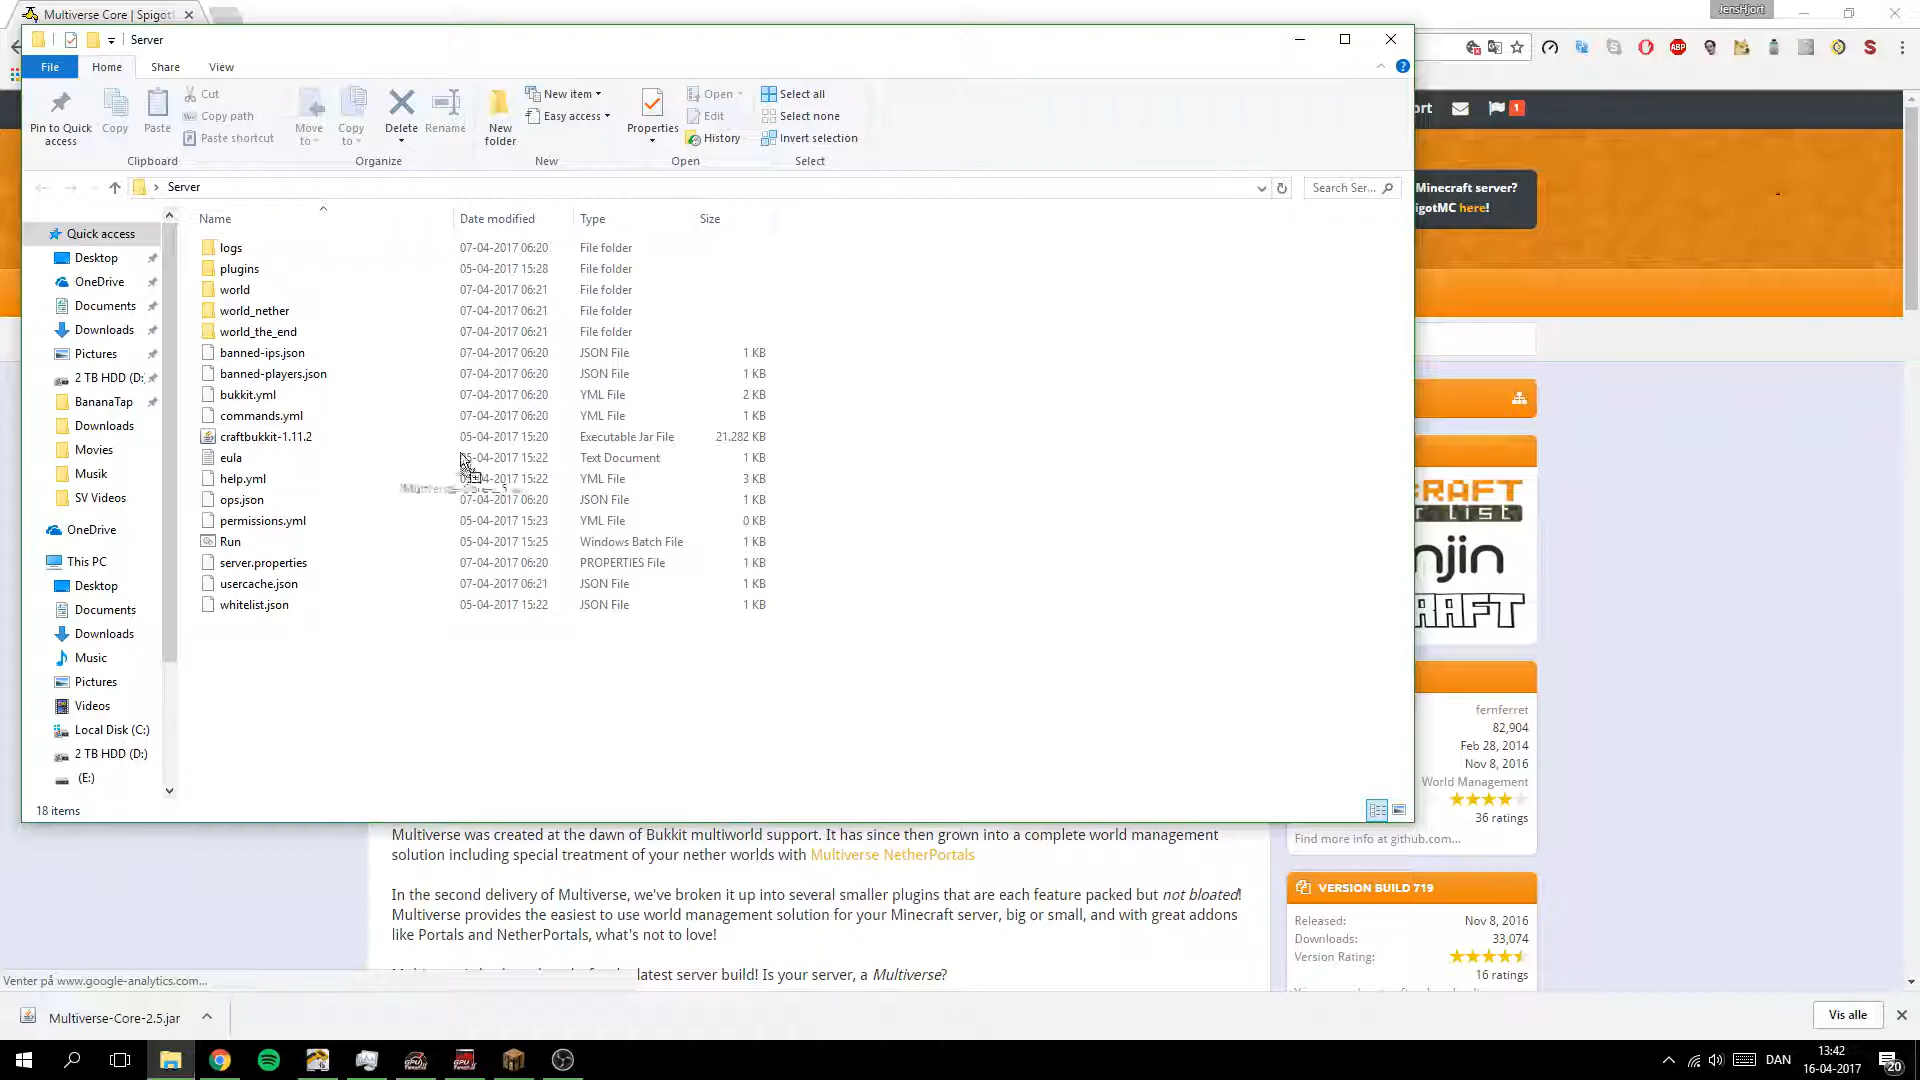 Multiverse Core | Spigot
JensHjort
Server
File Home Share View
Pin to Quick access
Copy
Paste
Cut
Copy path
Paste shortcut
Clipboard
Move to
Copy to
Delete
Rename
Organize
New folder
New item
Easy access
New
Properties
Open
Edit
History
Open
Select all
Select none
Invert selection
Select
Server
Search Ser...
Name Date modified Type Size
Quick access
Desktop
OneDrive
Documents
Downloads
Pictures
2 TB HDD (D:
BananaTap
Downloads
Movies
Musik
SV Videos
OneDrive
This PC
Desktop
Documents
Downloads
Music
Pictures
Videos
Local Disk (C:)
2 TB HDD (D:)
(E:)
logs 07-04-2017 06:20 File folder
plugins 05-04-2017 15:28 File folder
world 07-04-2017 06:21 File folder
world_nether 07-04-2017 06:21 File folder
world_the_end 07-04-2017 06:21 File folder
banned-ips.json 07-04-2017 06:20 JSON File 1 KB
banned-players.json 07-04-2017 06:20 JSON File 1 KB
bukkit.yml 07-04-2017 06:20 YML File 2 KB
commands.yml 07-04-2017 06:20 YML File 1 KB
craftbukkit-1.11.2 05-04-2017 15:20 Executable Jar File 21.282 KB
eula 05-04-2017 15:22 Text Document 1 KB
help.yml 05-04-2017 15:22 YML File 3 KB
ops.json 07-04-2017 06:20 JSON File 1 KB
permissions.yml 05-04-2017 15:23 YML File 0 KB
Run 05-04-2017 15:25 Windows Batch File 1 KB
server.properties 07-04-2017 06:20 PROPERTIES File 1 KB
usercache.json 07-04-2017 06:21 JSON File 1 KB
whitelist.json 05-04-2017 15:22 JSON File 1 KB
18 items
ort
1
ABP
Minecraft server?
igotMC here!
RAFT
r list
njin
RAFT
fernferret
82,904
Feb 28, 2014
Nov 8, 2016
World Management
36 ratings
Find more info at github.com...
VERSION BUILD 719
Released: Nov 8, 2016
Downloads: 33,074
Version Rating:
16 ratings
Multiverse was created at the dawn of Bukkit multiworld support. It has since then grown into a complete world management
solution including special treatment of your nether worlds with Multiverse NetherPortals
In the second delivery of Multiverse, we've broken it up into several smaller plugins that are each feature packed but not bloated!
Multiverse provides the easiest to use world management solution for your Minecraft server, big or small, and with great addons
like Portals and NetherPortals, what's not to love!
latest server build! Is your server, a Multiverse?
Venter på www.google-analytics.com...
Multiverse-Core-2.5.jar
Vis alle
DAN
13:42
16-04-2017
20